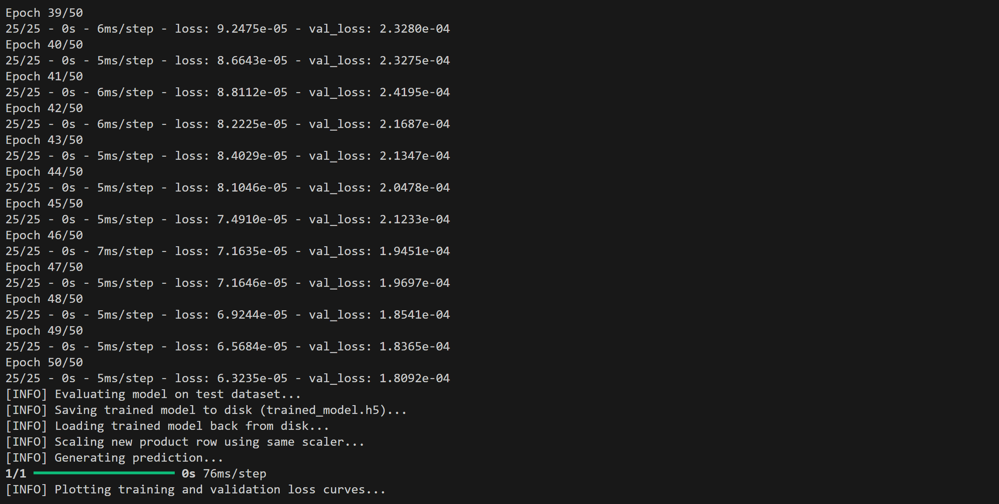 Epoch 39/50
25/25 - 0s - 6ms/step - loss: 9.2475e-05 - val_loss: 2.3280e-04
Epoch 40/50
25/25 - 0s - 5ms/step - loss: 8.6643e-05 - val_loss: 2.3275e-04
Epoch 41/50
25/25 - 0s - 6ms/step - loss: 8.8112e-05 - val_loss: 2.4195e-04
Epoch 42/50
25/25 - 0s - 6ms/step - loss: 8.2225e-05 - val_loss: 2.1687e-04
Epoch 43/50
25/25 - 0s - 5ms/step - loss: 8.4029e-05 - val_loss: 2.1347e-04
Epoch 44/50
25/25 - 0s - 5ms/step - loss: 8.1046e-05 - val_loss: 2.0478e-04
Epoch 45/50
25/25 - 0s - 5ms/step - loss: 7.4910e-05 - val_loss: 2.1233e-04
Epoch 46/50
25/25 - 0s - 7ms/step - loss: 7.1635e-05 - val_loss: 1.9451e-04
Epoch 47/50
25/25 - 0s - 5ms/step - loss: 7.1646e-05 - val_loss: 1.9697e-04
Epoch 48/50
25/25 - 0s - 5ms/step - loss: 6.9244e-05 - val_loss: 1.8541e-04
Epoch 49/50
25/25 - 0s - 5ms/step - loss: 6.5684e-05 - val_loss: 1.8365e-04
Epoch 50/50
25/25 - 0s - 5ms/step - loss: 6.3235e-05 - val_loss: 1.8092e-04
[INFO] Evaluating model on test dataset...
[INFO] Saving trained model to disk (trained_model.h5)...
[INFO] Loading trained model back from disk...
[INFO] Scaling new product row using same scaler...
[INFO] Generating prediction...
1/1 0s 76ms/step
[INFO] Plotting training and validation loss curves...